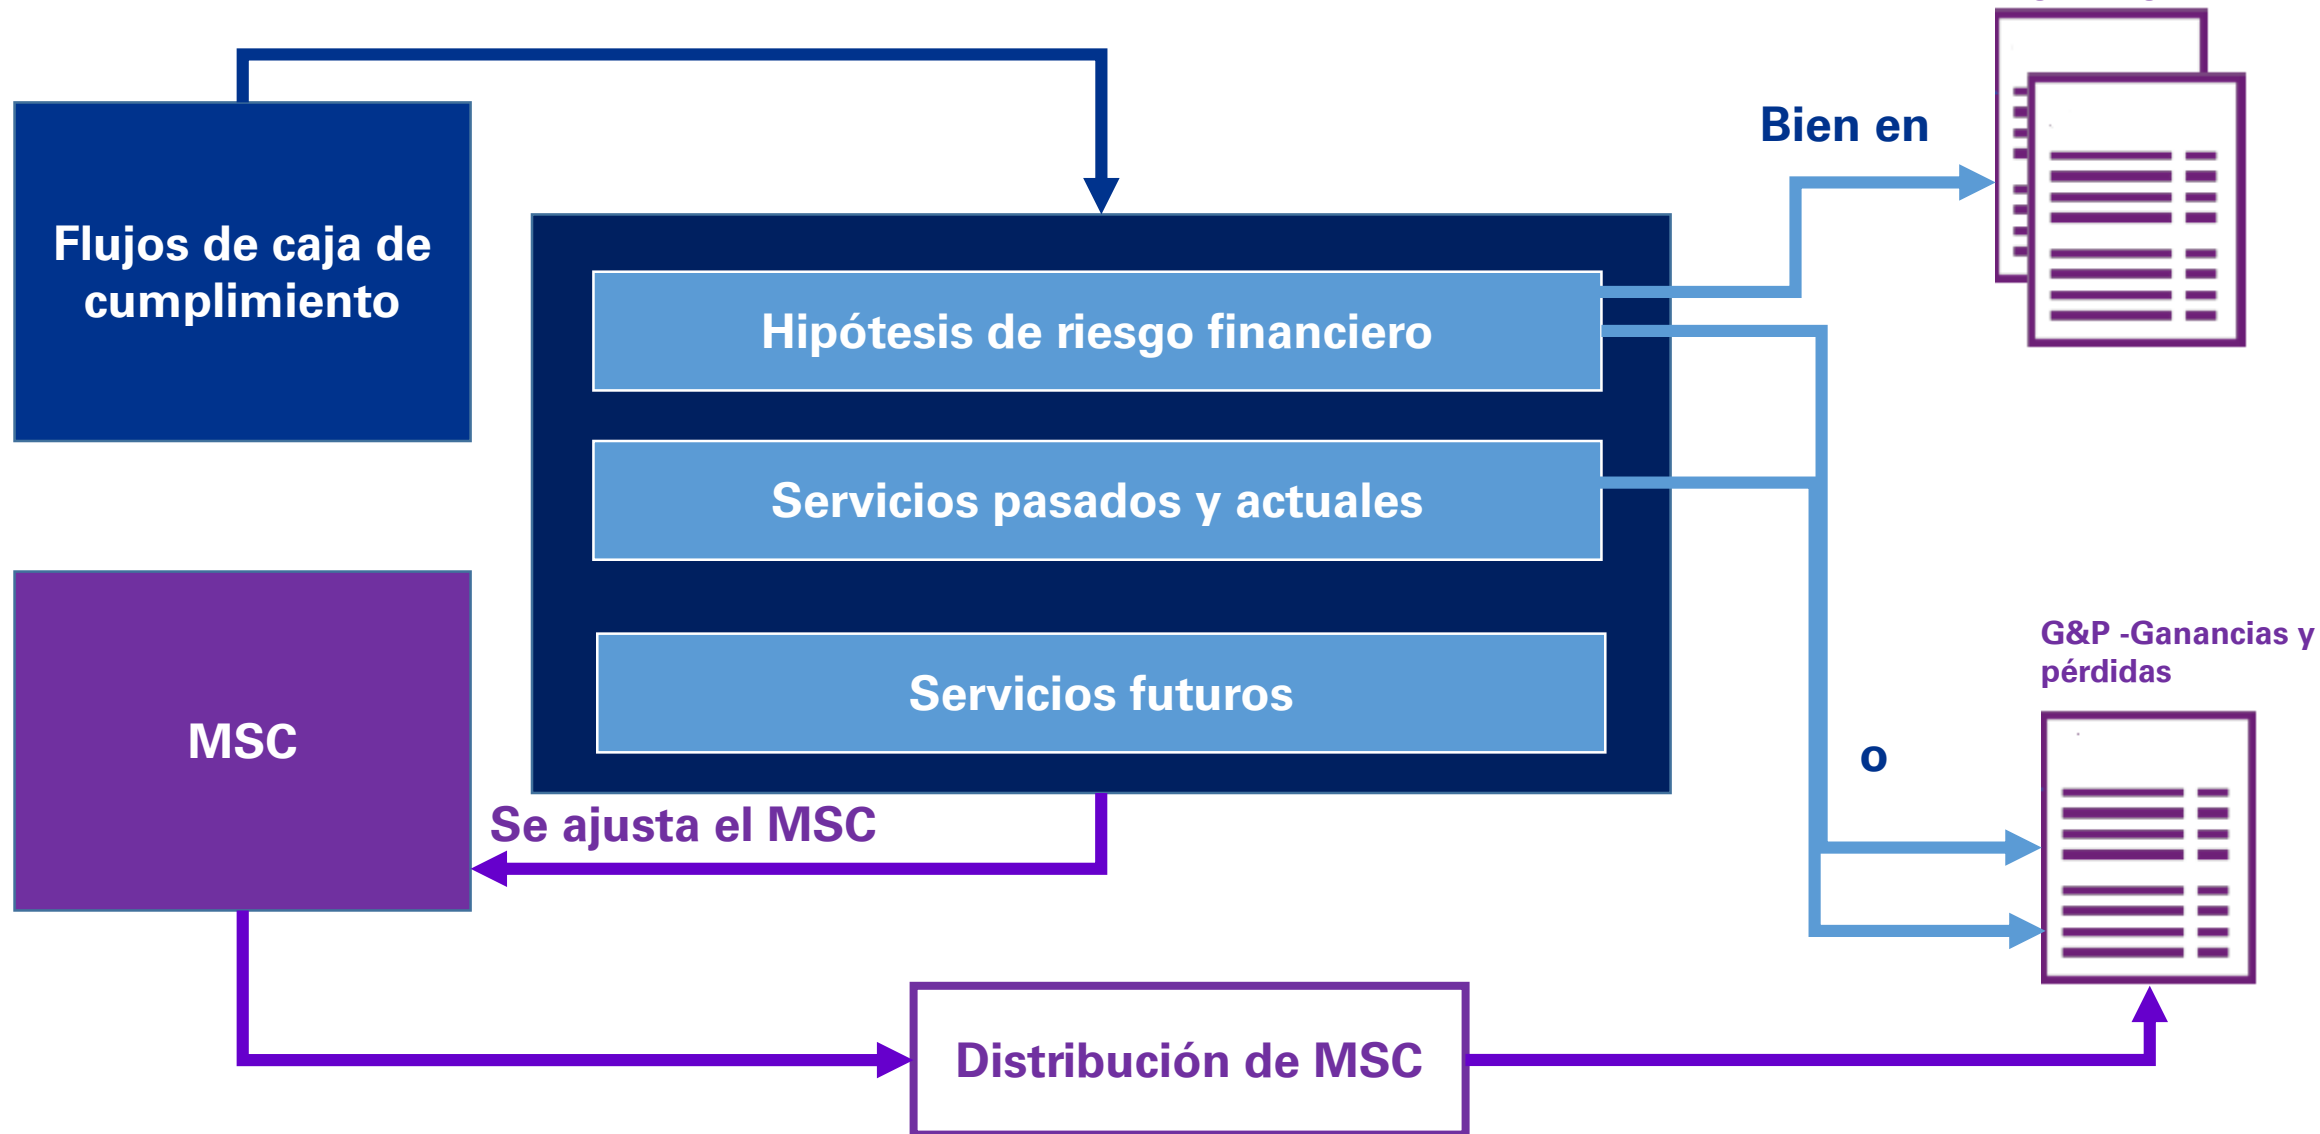 Bien en
Flujos de caja de
cumplimiento
Hipótesis de riesgo financiero
Servicios pasados y actuales
G&P -Ganancias y
pérdidas
Servicios futuros
MSC
o
Se ajusta el MSC
Distribución de MSC